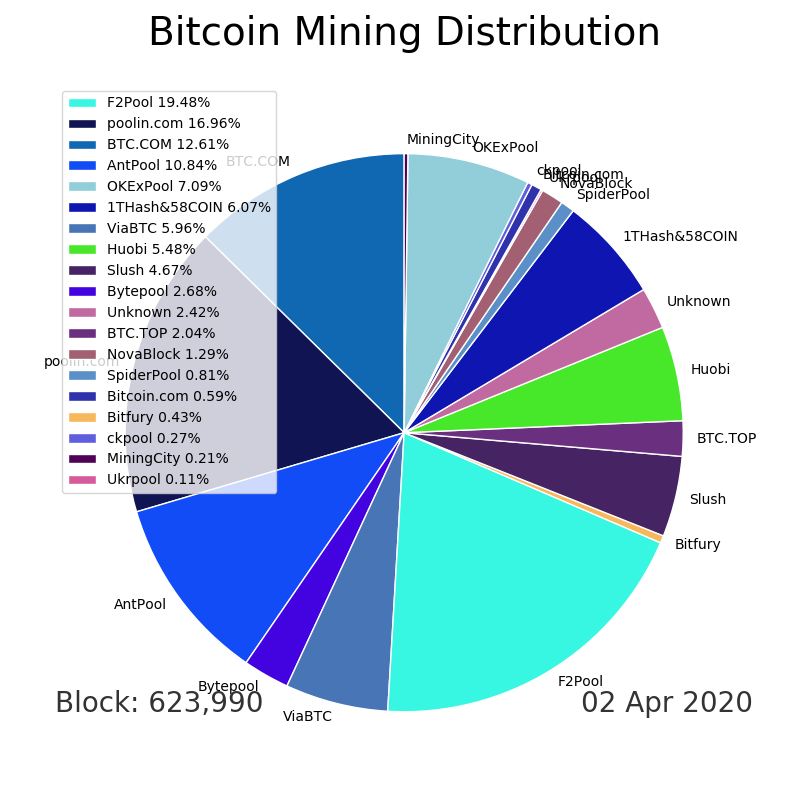 Bitcoin Mining Distribution
F2Pool 19.48%
poolin.com 16.96%
BTC.COM 12.61%
AntPool 10.84%
OKExPool 7.09%
1THash&58COIN 6.07%
ViaBTC 5.96%
Huobi 5.48%
Slush 4.67%
Bytepool 2.68%
Unknown 2.42%
BTC.TOP 2.04%
NovaBlock 1.29%
SpiderPool 0.81%
Bitcoin.com 0.59%
Bitfury 0.43%
ckpool 0.27%
MiningCity 0.21%
Ukrpool 0.11%
MiningCity
OKExPool
ckpool
Bitcoin.com
Ukrpool
NovaBlock
SpiderPool
1THash&58COIN
Unknown
Huobi
BTC.TOP
Slush
Bitfury
F2Pool
ViaBTC
Bytepool
AntPool
poolin.com
BTC.COM
Block: 623,990
02 Apr 2020